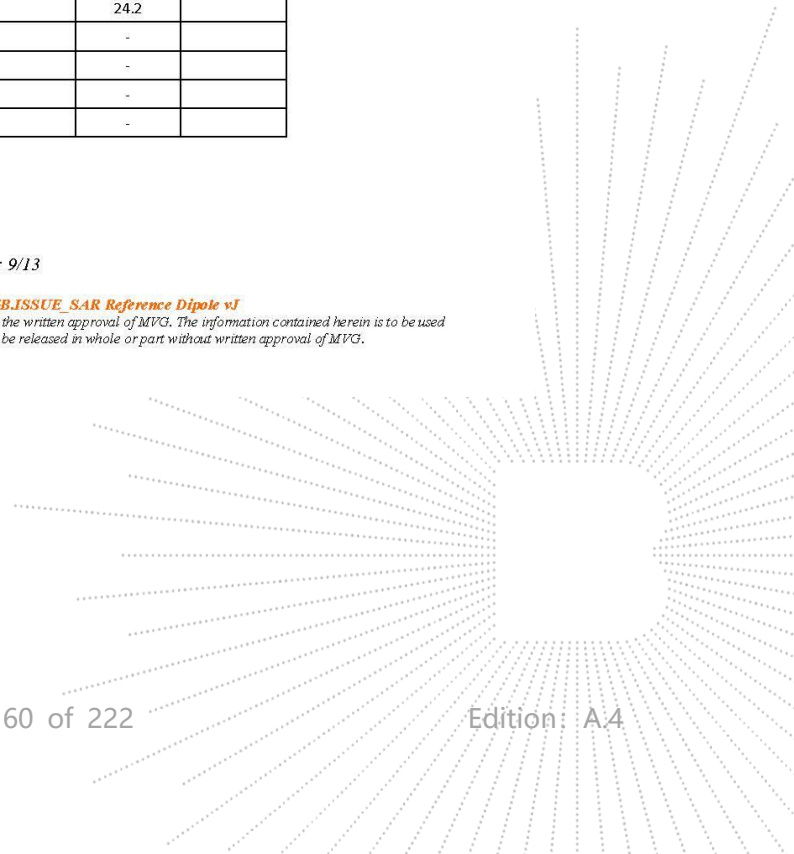 24.2
-
-
-
-
9/13
ISSUE_SAR Reference Dipole vJ
the written approval of MVG. The information contained herein is to be used
be released in whole or part without written approval of MVG.
60 of 222 Edition: A.4